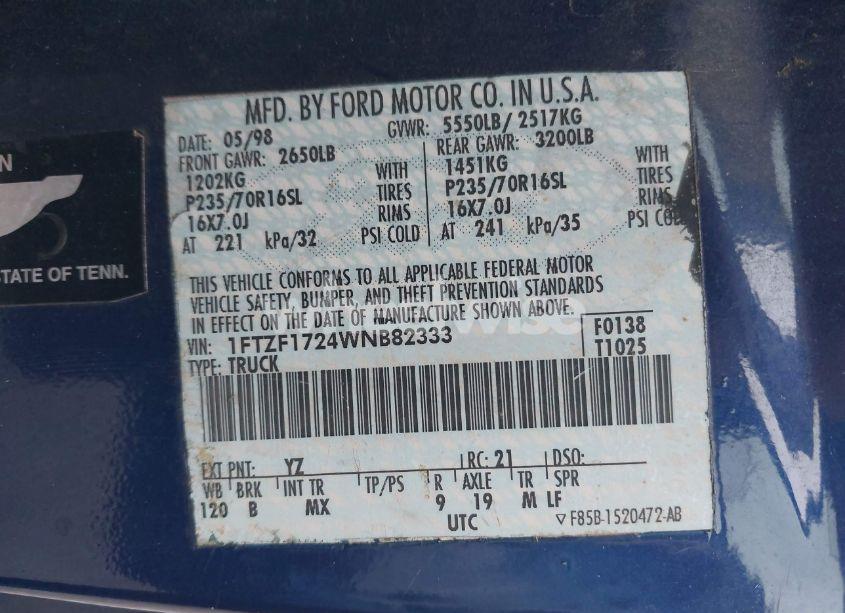 MFD. BY FORD MOTOR CO. IN U.S.A.
DATE: 05/98 GVWR: 5550LB/ 2517KG
FRONT GAWR: 2650LB REAR GAWR: 3200LB
1202KG WITH 1451KG WITH
P235/70R16SL TIRES P235/70R16SL TIRES
16X7.0J RIMS 16X7.0J RIMS
AT 221 kPa/32 PSI COLD AT 241 kPa/35 PSI COLD
THIS VEHICLE CONFORMS TO ALL APPLICABLE FEDERAL MOTOR
VEHICLE SAFETY, BUMPER, AND THEFT PREVENTION STANDARDS
IN EFFECT ON THE DATE OF MANUFACTURE SHOWN ABOVE.
VIN: 1FTZF1724WNB82333 F0138
TYPE: TRUCK T1025
EXT PNT: YZ RC: 21 DSO:
WB BRK INT TR TP/PS R AXLE TR SPR
120 B MX 9 19 M LF
UTC ▽F85B-1520472-AB
STATE OF TENN.